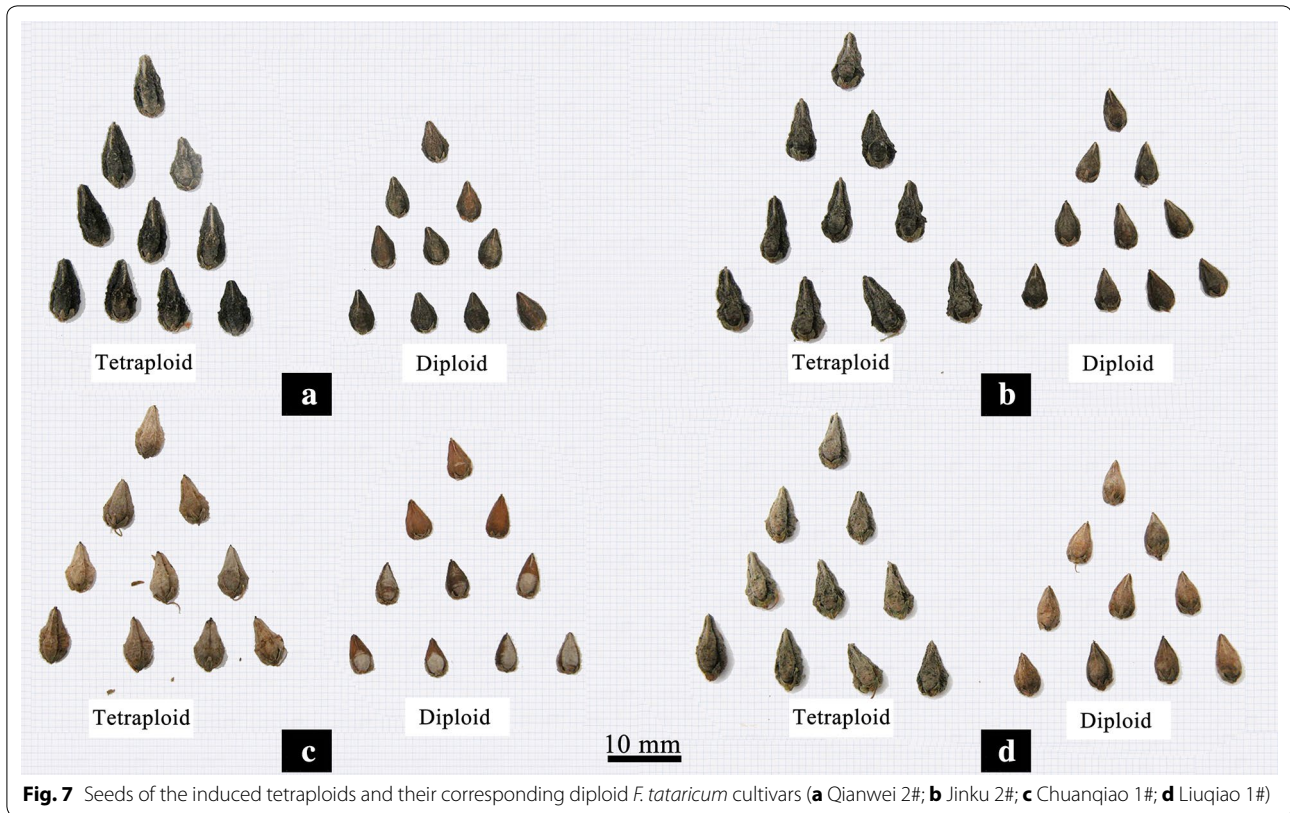 Tetraploid
Diploid
a
Tetraploid
Diploid
b
Tetraploid
Diploid
c
10 mm
Tetraploid
Diploid
d
Fig. 7 Seeds of the induced tetraploids and their corresponding diploid F. tataricum cultivars (a Qianwei 2#; b Jinku 2#; c Chuanqiao 1#; d Liuqiao 1#)